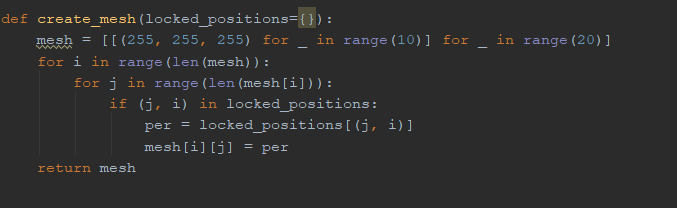 def create_mesh(locked_positions={}):
    mesh = [[(255, 255, 255) for _ in range(10)] for _ in range(20)]
    for i in range(len(mesh)):
        for j in range(len(mesh[i])):
            if (j, i) in locked_positions:
                per = locked_positions[(j, i)]
                mesh[i][j] = per
    return mesh